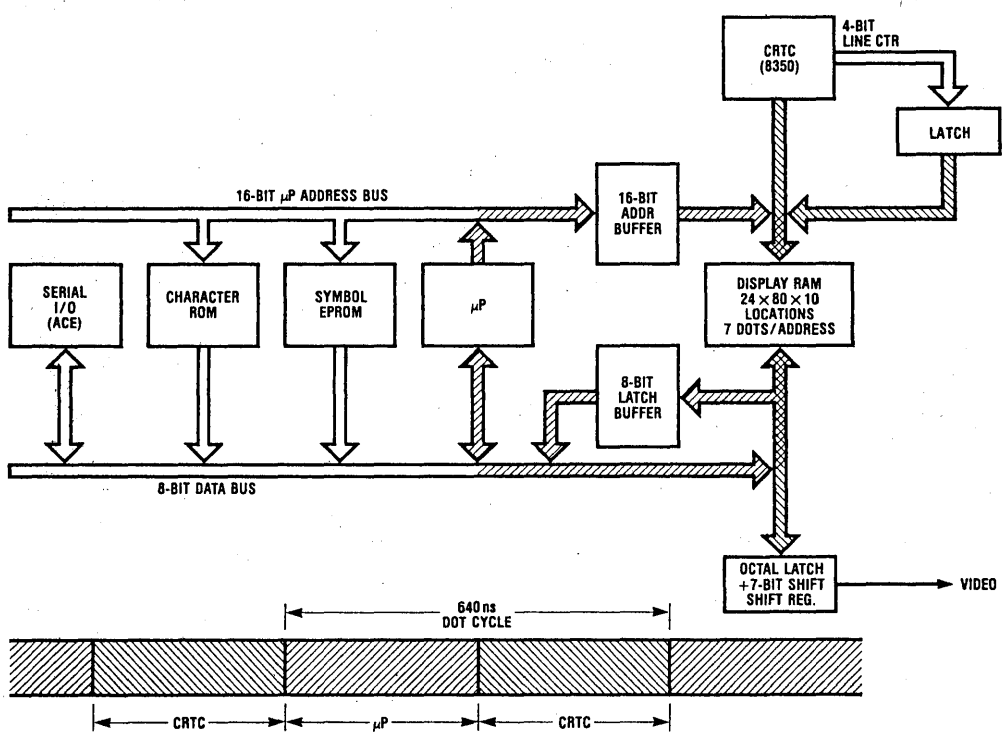 CRTC
(8350)
4-BIT
LINE CTR
LATCH
16-BIT μP ADDRESS BUS
16-BIT
ADDR
BUFFER
SERIAL
I/O
(ACE)
CHARACTER
ROM
SYMBOL
EPROM
μP
DISPLAY RAM
24 × 80 × 10
LOCATIONS
7 DOTS/ADDRESS
8-BIT
LATCH
BUFFER
8-BIT DATA BUS
OCTAL LATCH
+7-BIT SHIFT
SHIFT REG.
VIDEO
640 ns
DOT CYCLE
CRTC
μP
CRTC